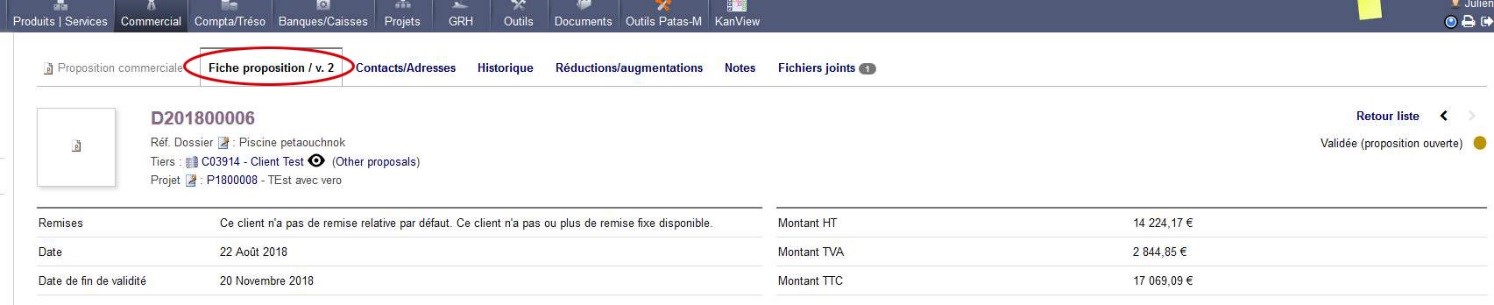 Julien
Produits | Services Commercial Compta/Tréso Banques/Caisses Projets GRH Outils Documents Outils Patas-M KanView
Proposition commerciale Fiche proposition / v. 2 Contacts/Adresses Historique Réductions/augmentations Notes Fichiers joints 1
D201800006 Retour liste
Réf. Dossier : Piscine petaouchnok Validée (proposition ouverte)
Tiers : C03914 - Client Test (Other proposals)
Projet : P1800008 - TEst avec vero
Remises Ce client n'a pas de remise relative par défaut. Ce client n'a pas ou plus de remise fixe disponible. Montant HT 14 224,17 €
Date 22 Août 2018 Montant TVA 2 844,85 €
Date de fin de validité 20 Novembre 2018 Montant TTC 17 069,09 €